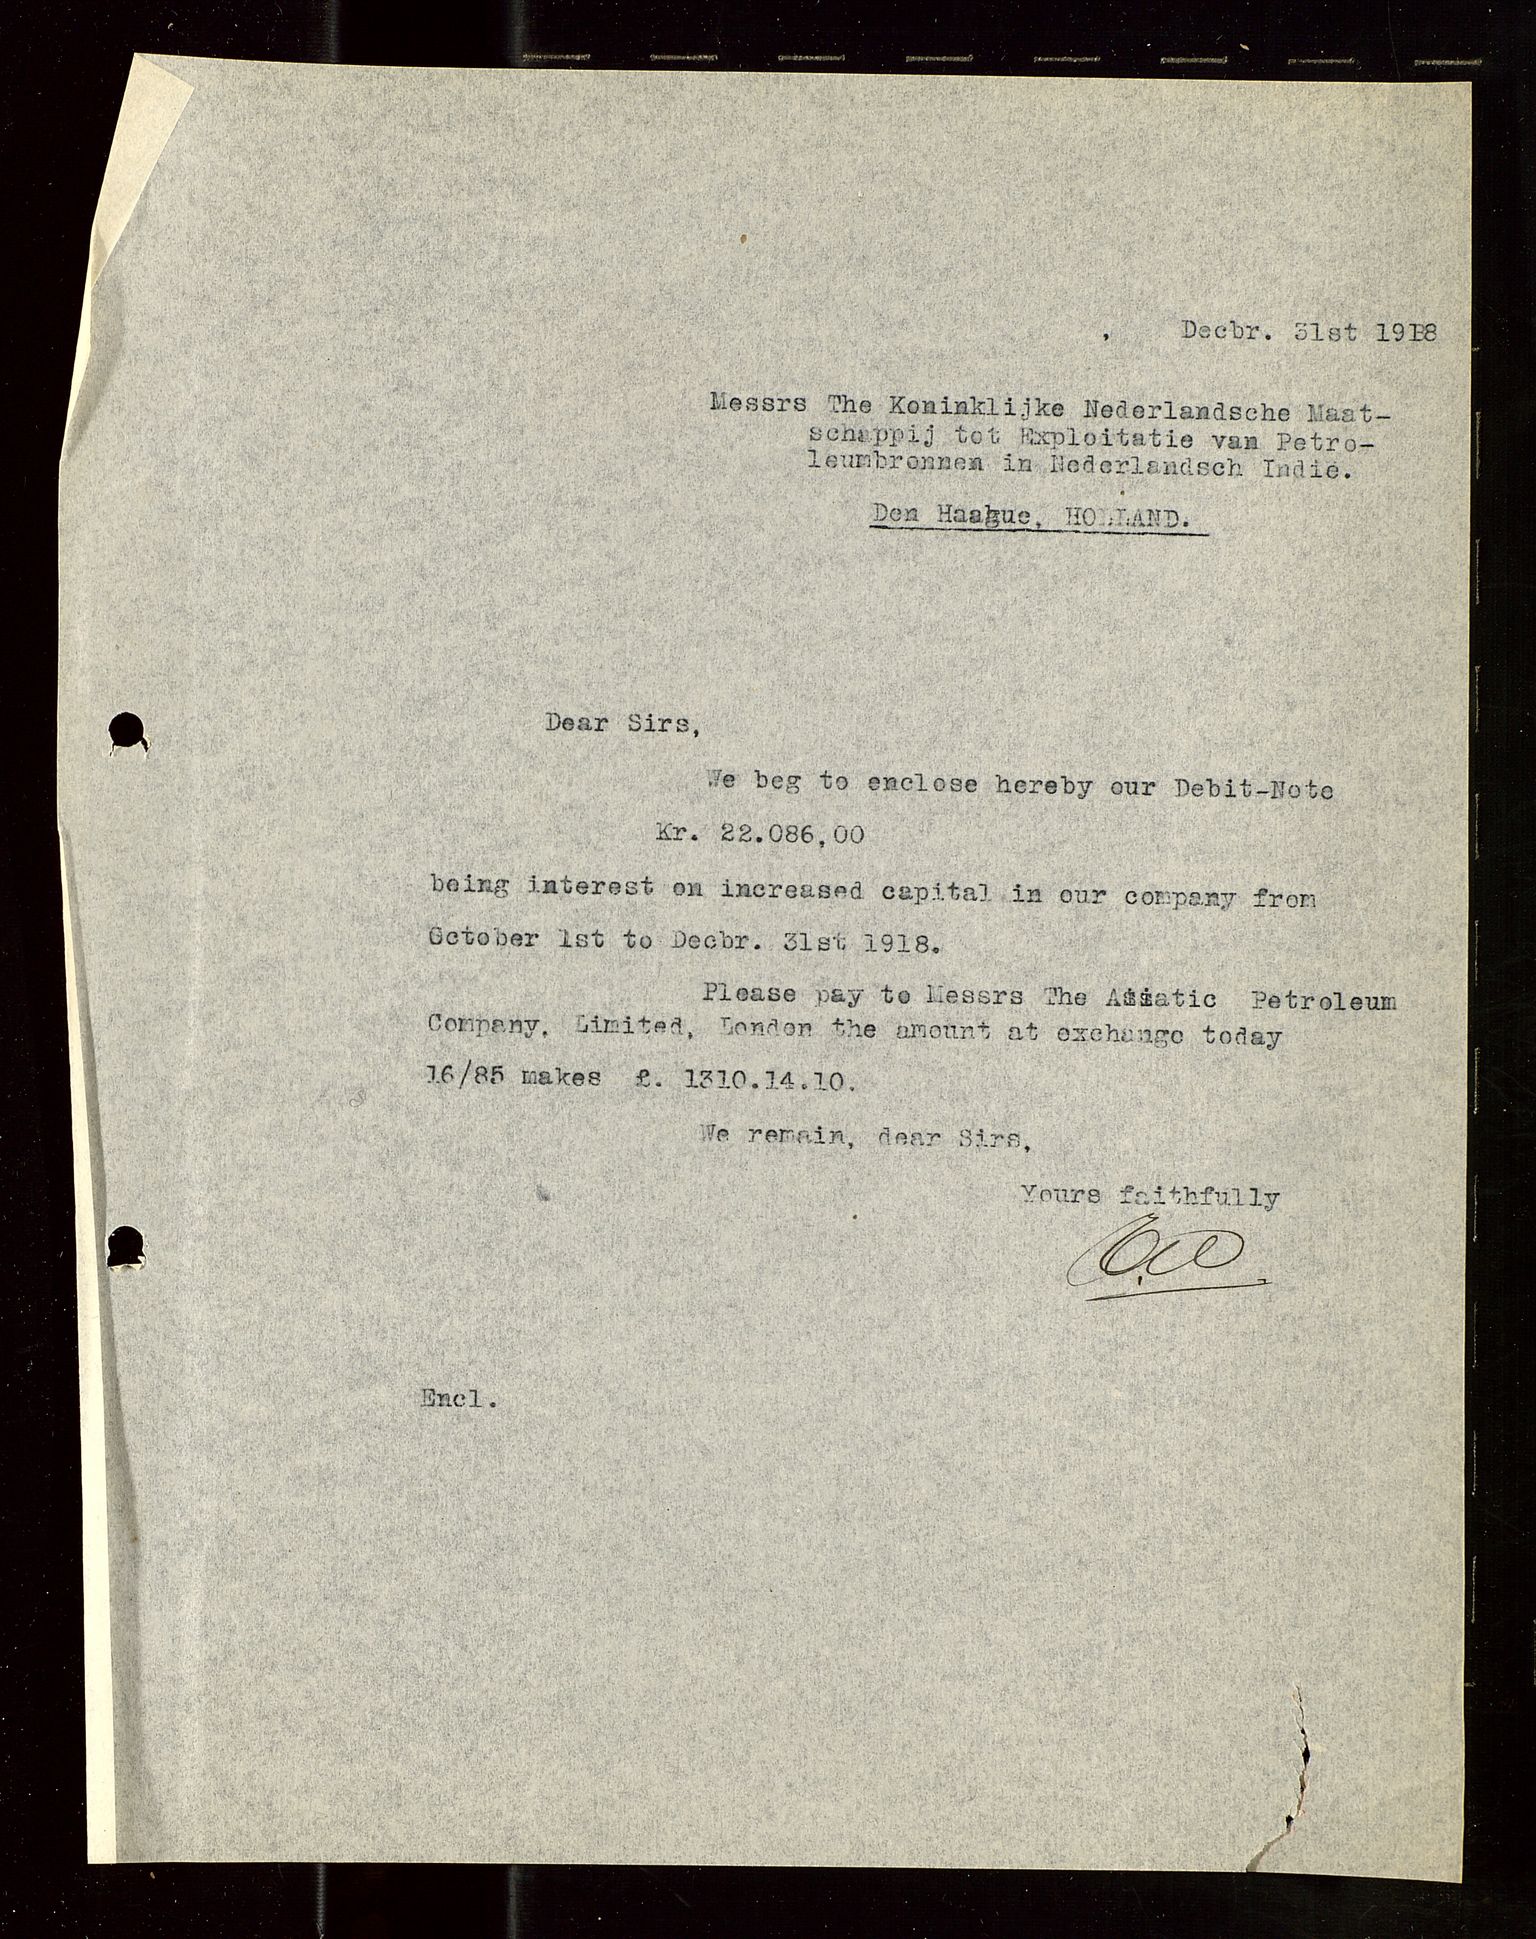 Decbr. 31st 1918
Messrs The Koninklijke Nederlandsche Maat-
schappij tot Exploitatie van Petro-
leumbronnen in Nederlandsch Indië.
Den Haahue, HOLLAND.
Dear Sirs,
We beg to enclose hereby our Debit-Note
Kr. 22.086,00
being interest on increased capital in our company from
October 1st to Decbr. 31st 1918.
Please pay to Messrs The Asiatic Petroleum
Company, Limited, London the amount at exchange today
16/85 makes £. 1310.14.10.
We remain, dear Sirs,
Yours faithfully
Encl.